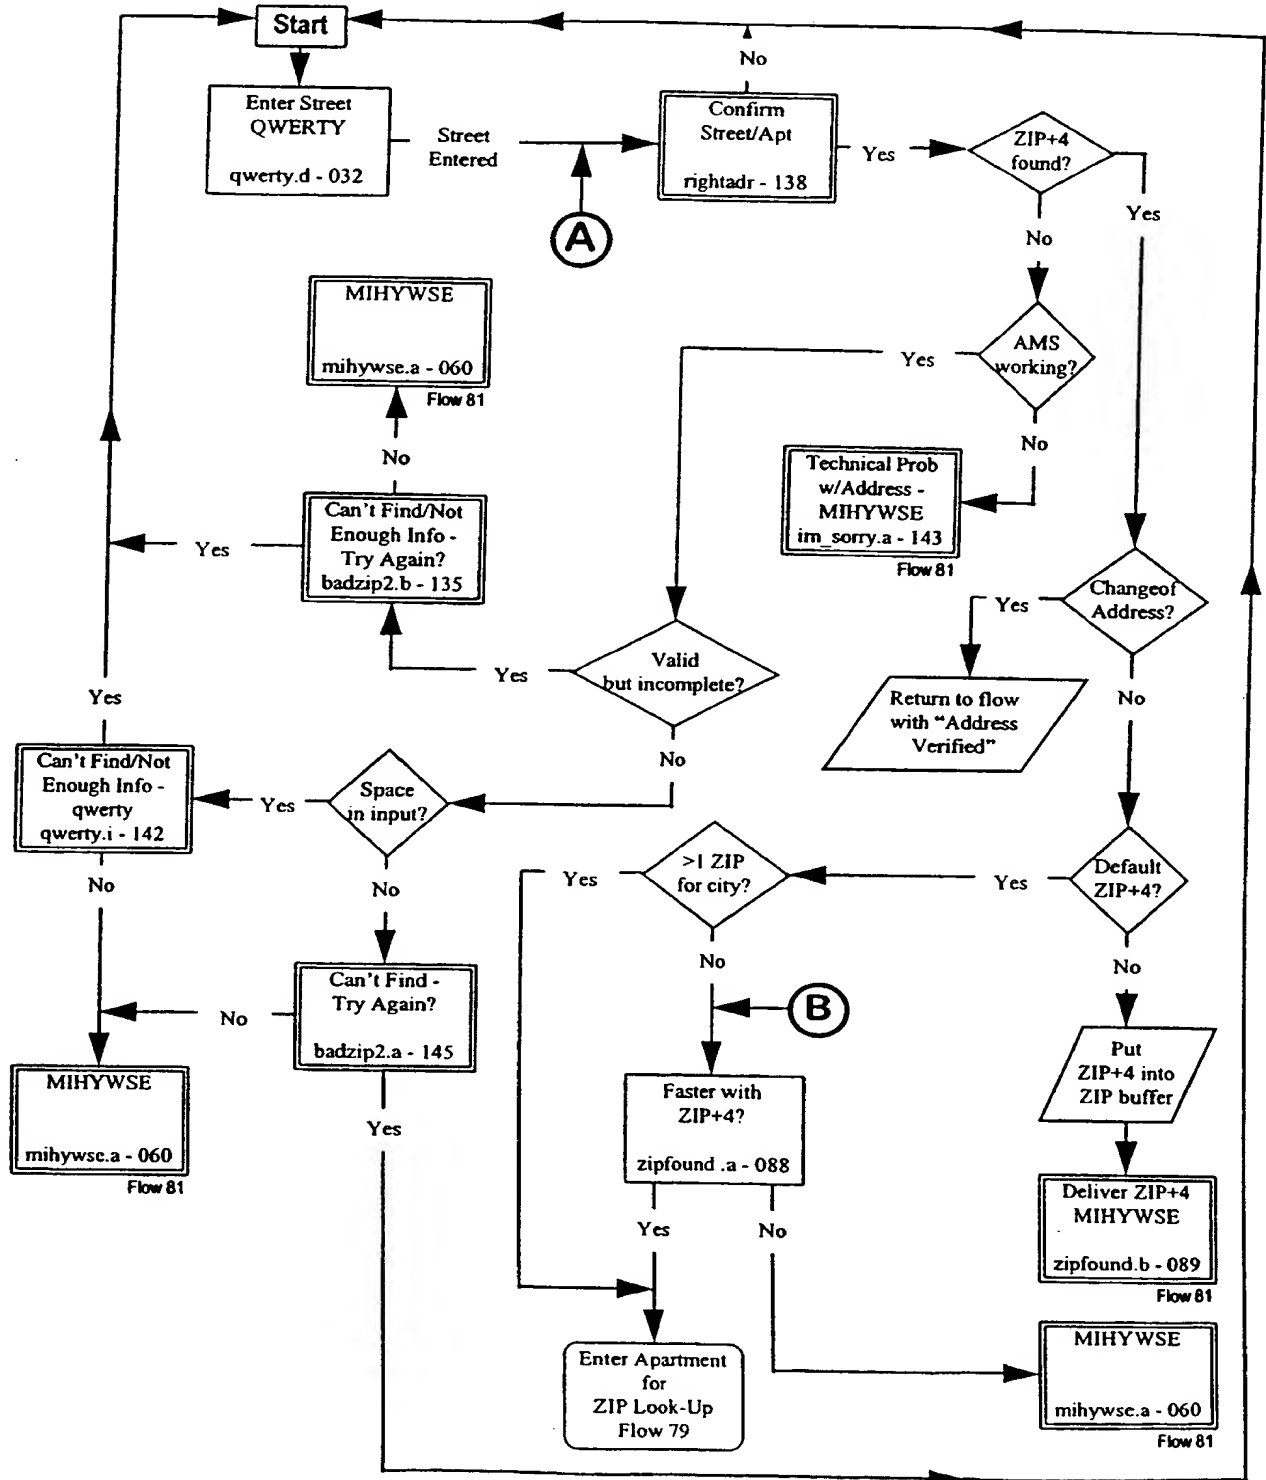 Start
No
Enter Street
QWERTY
qwerty.d - 032
Street
Entered
Confirm
Street/Apt
rightadr - 138
Yes
ZIP+4
found?
Yes
No
A
MIHYWSE
mihywse.a - 060
Flow 81
AMS
working?
Yes
No
No
Technical Prob
w/Address -
MIHYWSE
im_sorry.a - 143
Flow 81
Can't Find/Not
Enough Info -
Try Again?
badzip2.b - 135
Yes
Changeof
Address?
Yes
No
Valid
but incomplete?
Yes
No
Return to flow
with "Address
Verified"
Yes
Can't Find/Not
Enough Info -
qwerty
qwerty.i - 142
Yes
Space
in input?
No
No
>1 ZIP
for city?
Yes
No
Yes
Default
ZIP+4?
No
Can't Find -
Try Again?
badzip2.a - 145
No
Yes
B
Put
ZIP+4 into
ZIP buffer
MIHYWSE
mihywse.a - 060
Flow 81
Faster with
ZIP+4?
zipfound .a - 088
Yes
No
Deliver ZIP+4
MIHYWSE
zipfound.b - 089
Flow 81
Enter Apartment
for
ZIP Look-Up
Flow 79
MIHYWSE
mihywse.a - 060
Flow 81